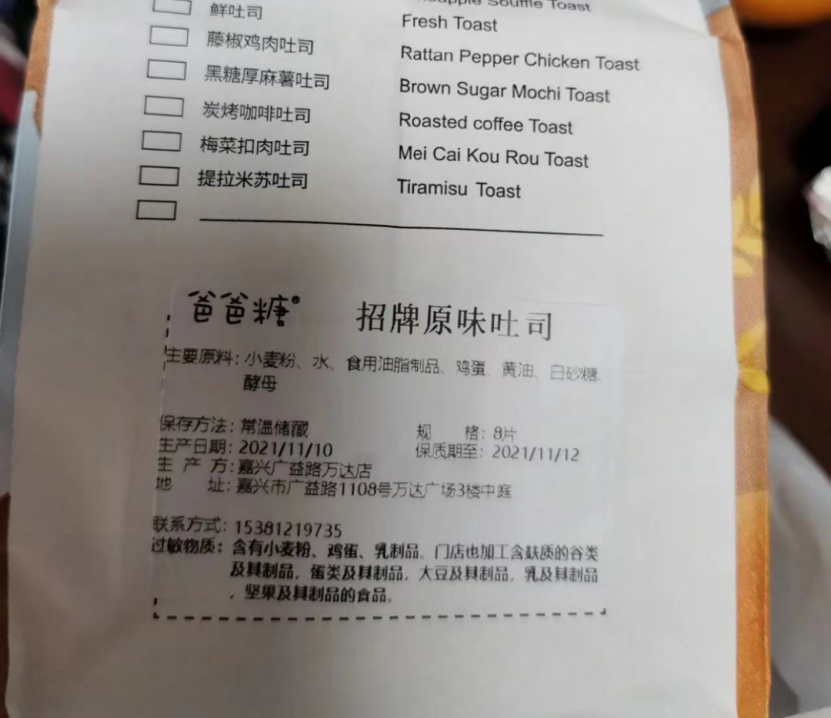 Souffle Toast
鲜吐司 Fresh Toast
藤椒鸡肉吐司 Rattan Pepper Chicken Toast
黑糖厚麻薯吐司 Brown Sugar Mochi Toast
炭烤咖啡吐司 Roasted coffee Toast
梅菜扣肉吐司 Mei Cai Kou Rou Toast
提拉米苏吐司 Tiramisu Toast
爸爸糖® 招牌原味吐司
主要原料：小麦粉、水、食用油脂制品、鸡蛋、黄油、白砂糖、
酵母
保存方法：常温储藏 规 格：8片
生产日期：2021/11/10 保质期至：2021/11/12
生 产 方：嘉兴广益路万达店
地 址：嘉兴市广益路1108号万达广场3楼中庭
联系方式：15381219735
过敏物质：含有小麦粉、鸡蛋、乳制品。门店也加工含麸质的谷类
及其制品，蛋类及其制品，大豆及其制品，乳及其制品
，坚果及其制品的食品。